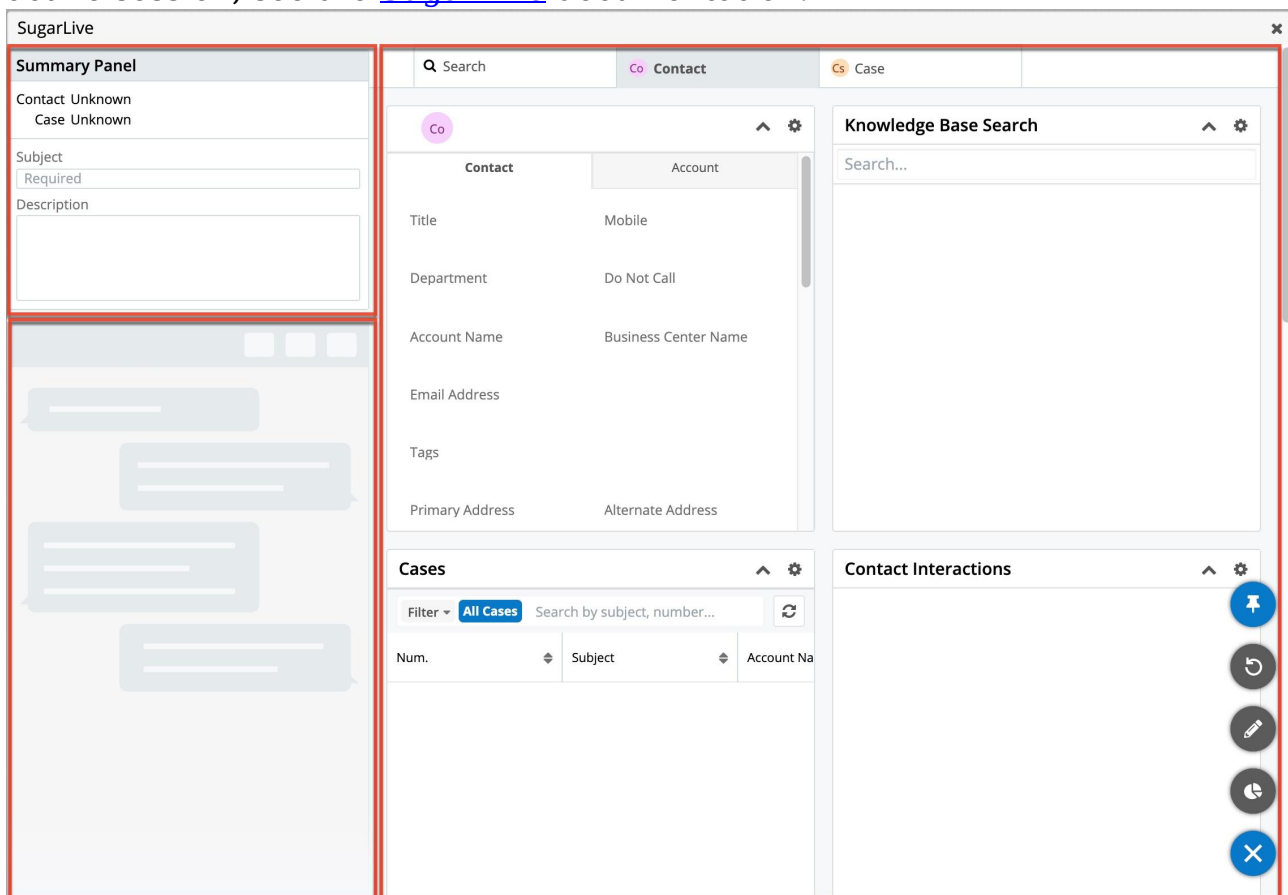 SugarLive
Summary Panel
Contact Unknown
Case Unknown
Subject
Required
Description
Search
Co Contact
Cs Case
Co
Contact
Account
Title
Mobile
Department
Do Not Call
Account Name
Business Center Name
Email Address
Tags
Primary Address
Alternate Address
Knowledge Base Search
Search...
Cases
Filter All Cases Search by subject, number...
Num.
Subject
Account Na
Contact Interactions